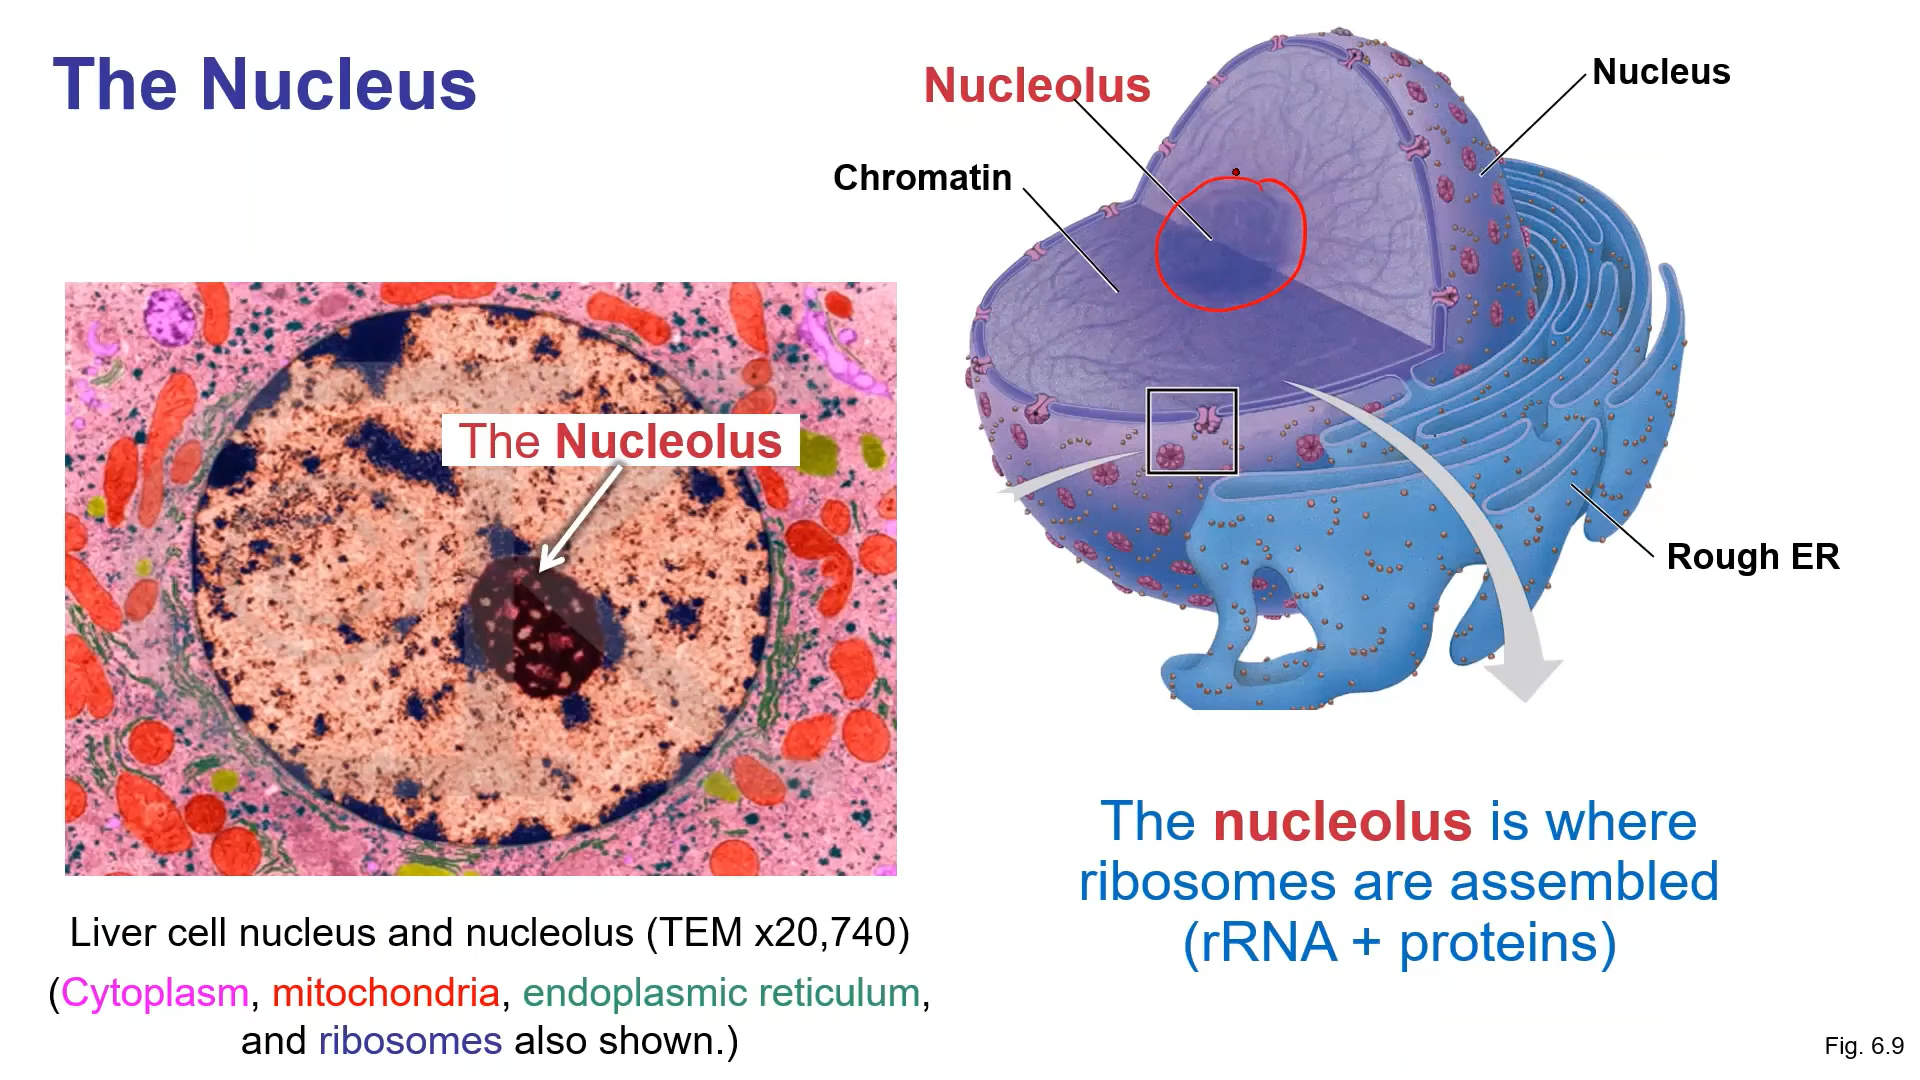 The Nucleus
Nucleolus
Nucleus
Chromatin
The Nucleolus
Rough ER
The nucleolus is where
ribosomes are assembled
(rRNA + proteins)
Liver cell nucleus and nucleolus (TEM x20,740)
(Cytoplasm, mitochondria, endoplasmic reticulum,
and ribosomes also shown.)
Fig. 6.9